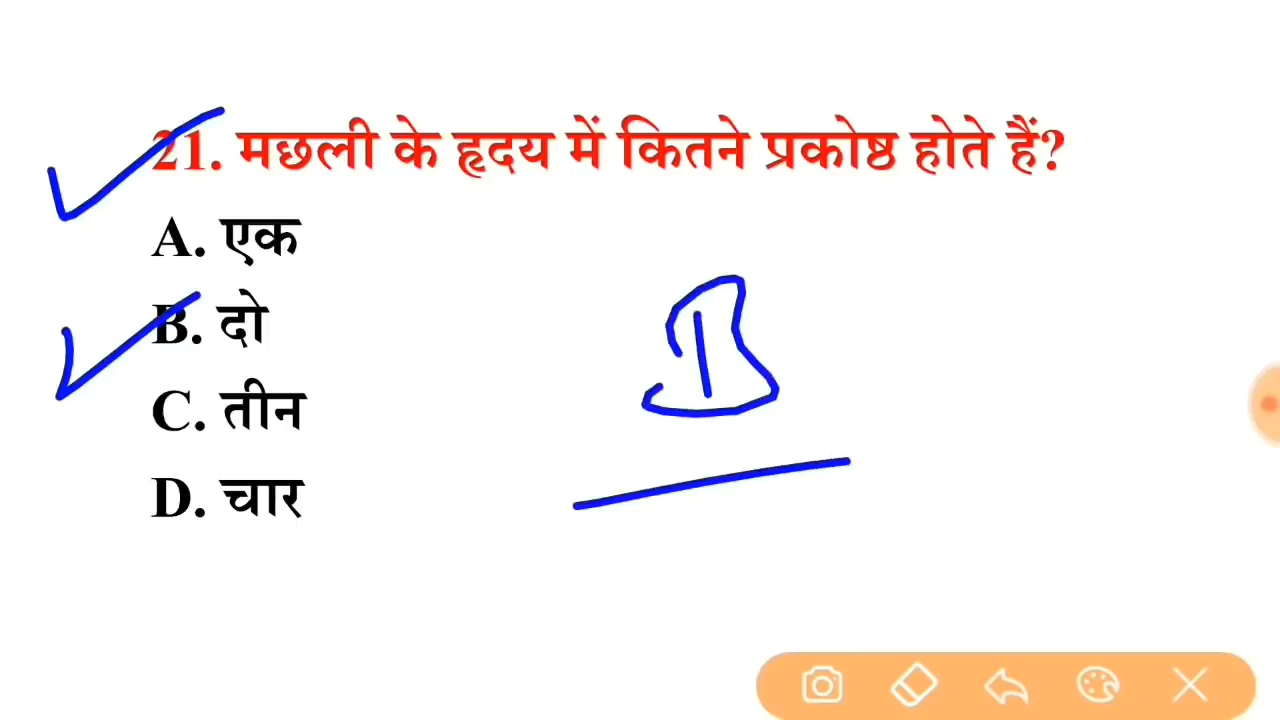 21. मछली के हृदय में कितने प्रकोष्ठ होते हैं?
A. एक
B. दो
B
C. तीन
D. चार